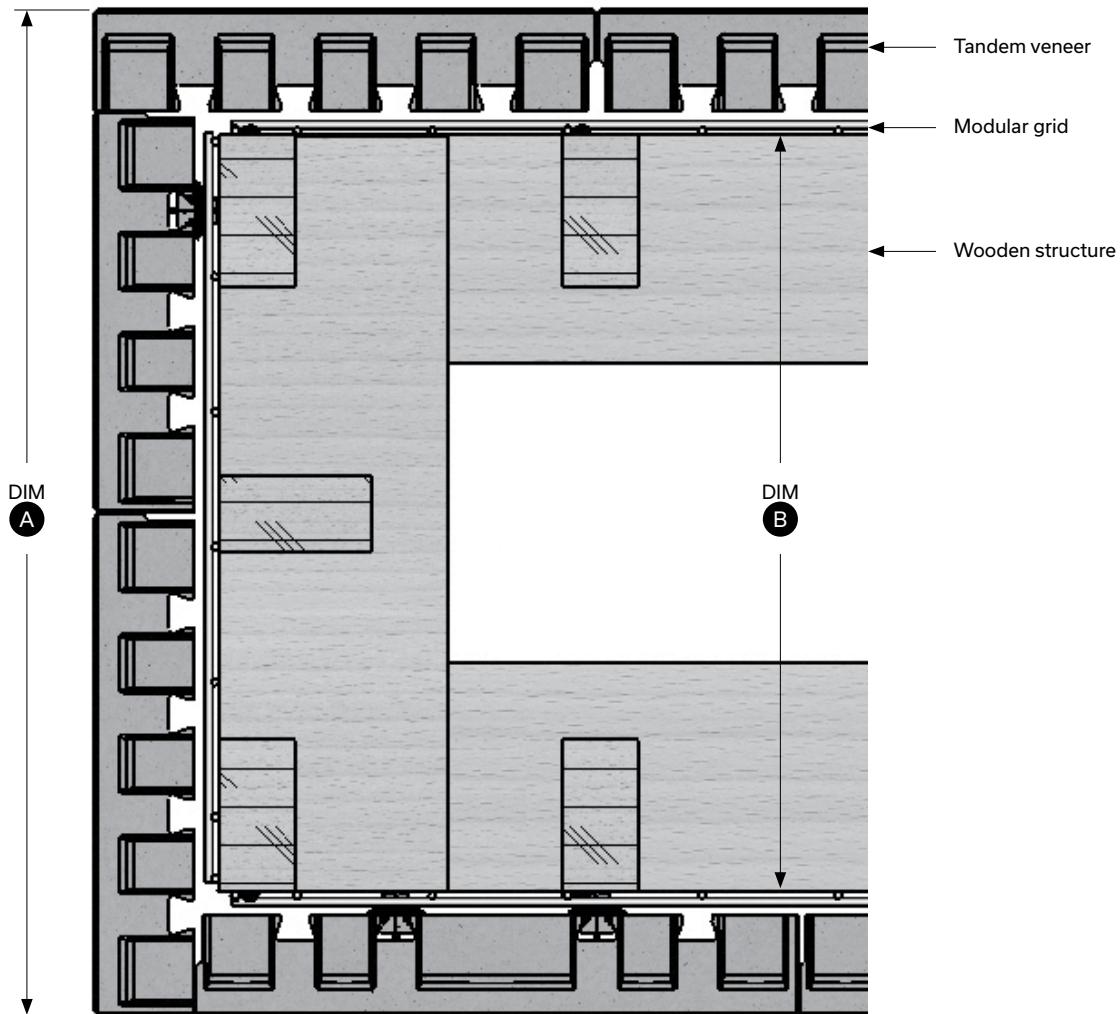 Tandem veneer
Modular grid
Wooden structure
DIM
A
DIM
B